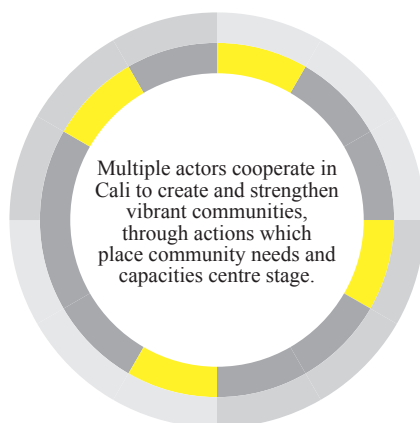 Multiple actors cooperate in
Cali to create and strengthen
vibrant communities,
through actions which
place community needs and
capacities centre stage.